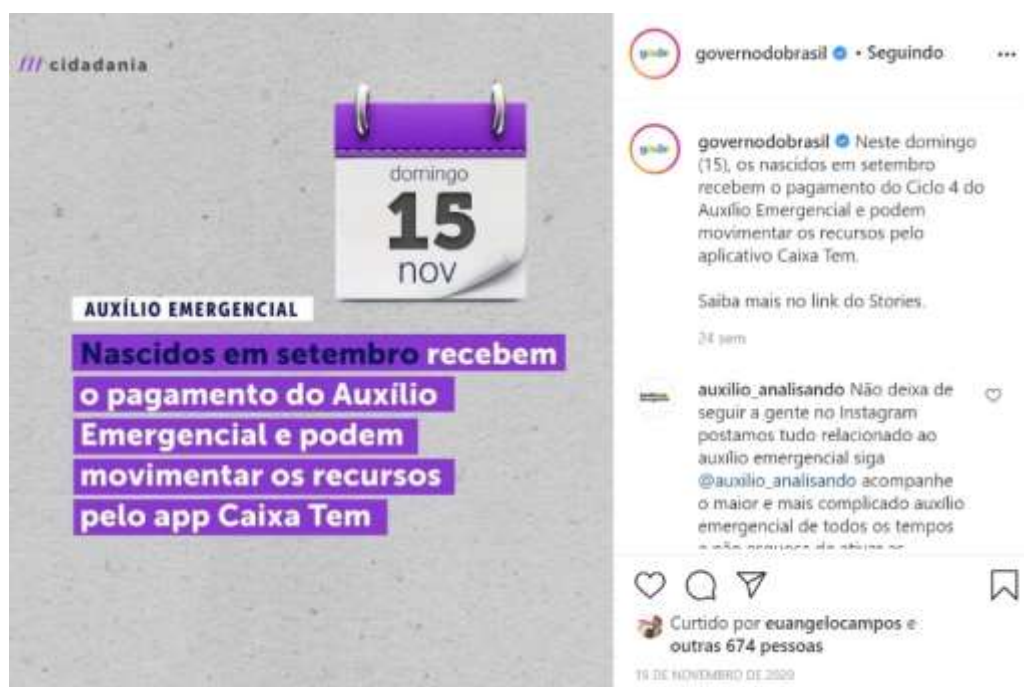 /// cidadania
domingo
15
nov
AUXÍLIO EMERGENCIAL
Nascidos em setembro recebem
o pagamento do Auxílio
Emergencial e podem
movimentar os recursos
pelo app Caixa Tem
governodobrasil • Seguindo
governodobrasil Neste domingo
(15), os nascidos em setembro
recebem o pagamento do Ciclo 4 do
Auxílio Emergencial e podem
movimentar os recursos pelo
aplicativo Caixa Tem.
Saiba mais no link do Stories.
24 sem
auxilio_analisando Não deixa de
seguir a gente no Instagram
postamos tudo relacionado ao
auxílio emergencial siga
@auxilio_analisando acompanhe
o maior e mais complicado auxílio
emergencial de todos os tempos
Curtido por euangelocampos e
outras 674 pessoas
DE NOVEMBRO DE 2020